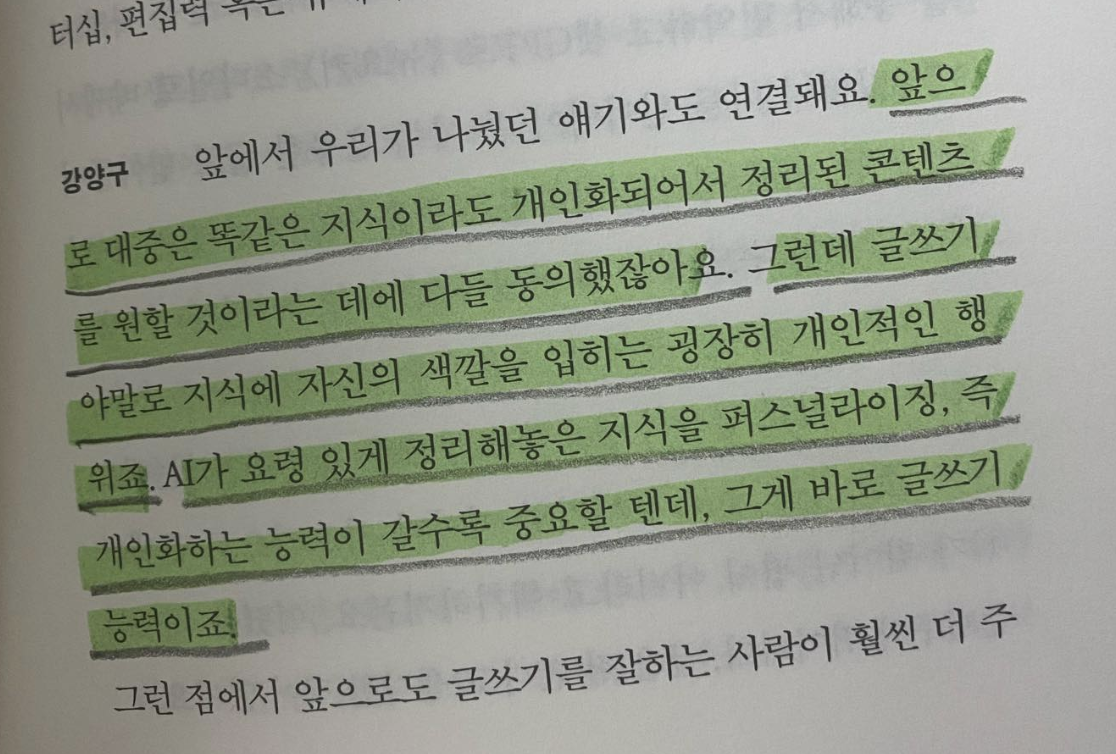 터십, 편집력 혹은
강양구 앞에서 우리가 나눴던 얘기와도 연결돼요. 앞으
로 대중은 똑같은 지식이라도 개인화되어서 정리된 콘텐츠
를 원할 것이라는 데에 다들 동의했잖아요. 그런데 글쓰기
야말로 지식에 자신의 색깔을 입히는 굉장히 개인적인 행
위죠. AI가 요령 있게 정리해놓은 지식을 퍼스널라이징, 즉
개인화하는 능력이 갈수록 중요할 텐데, 그게 바로 글쓰기
능력이죠.
그런 점에서 앞으로도 글쓰기를 잘하는 사람이 훨씬 더 주